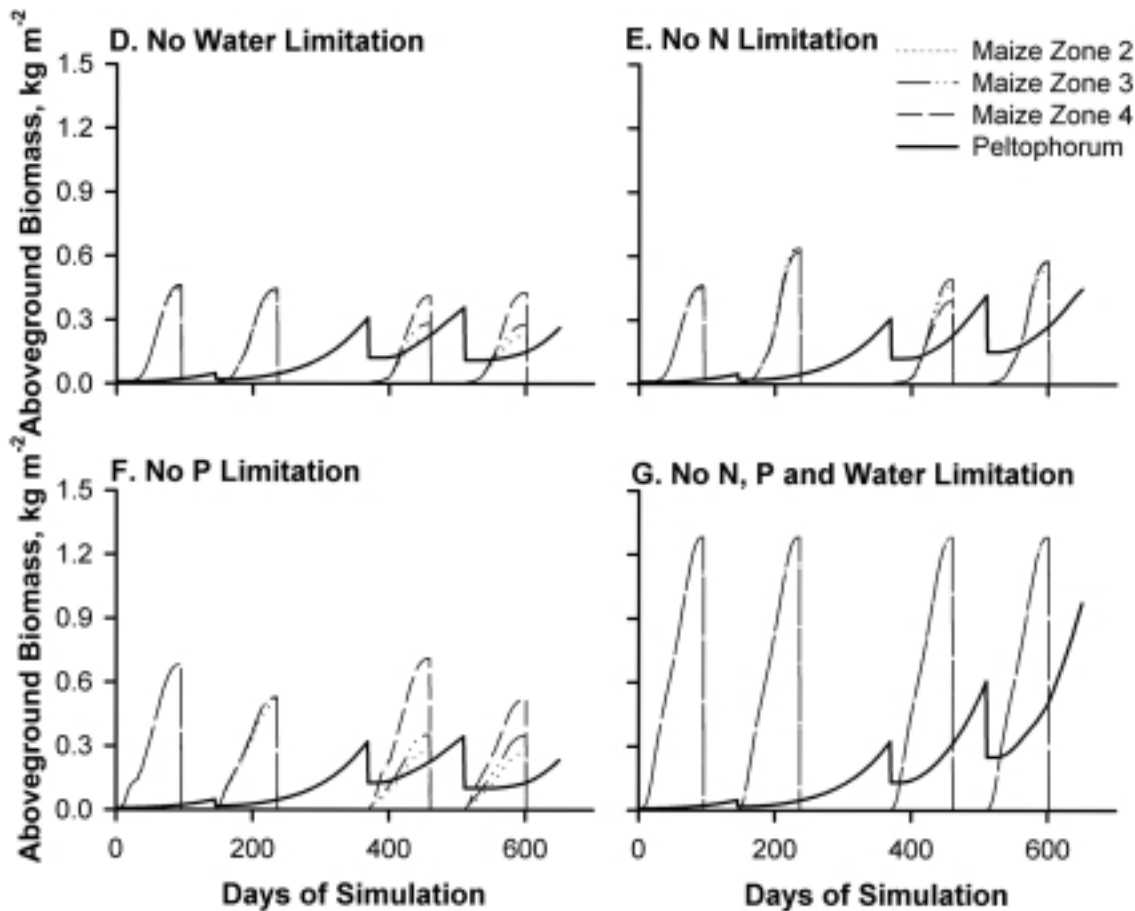 D. No Water Limitation
E. No N Limitation
Maize Zone 2
Maize Zone 3
Maize Zone 4
Peltophorum
1.5
1.2
0.9
0.6
0.3
0.0
Aboveground Biomass, kg m⁻²
F. No P Limitation
G. No N, P and Water Limitation
1.5
1.2
0.9
0.6
0.3
0.0
Aboveground Biomass, kg m⁻²
0 200 400 600
0 200 400 600
Days of Simulation
Days of Simulation